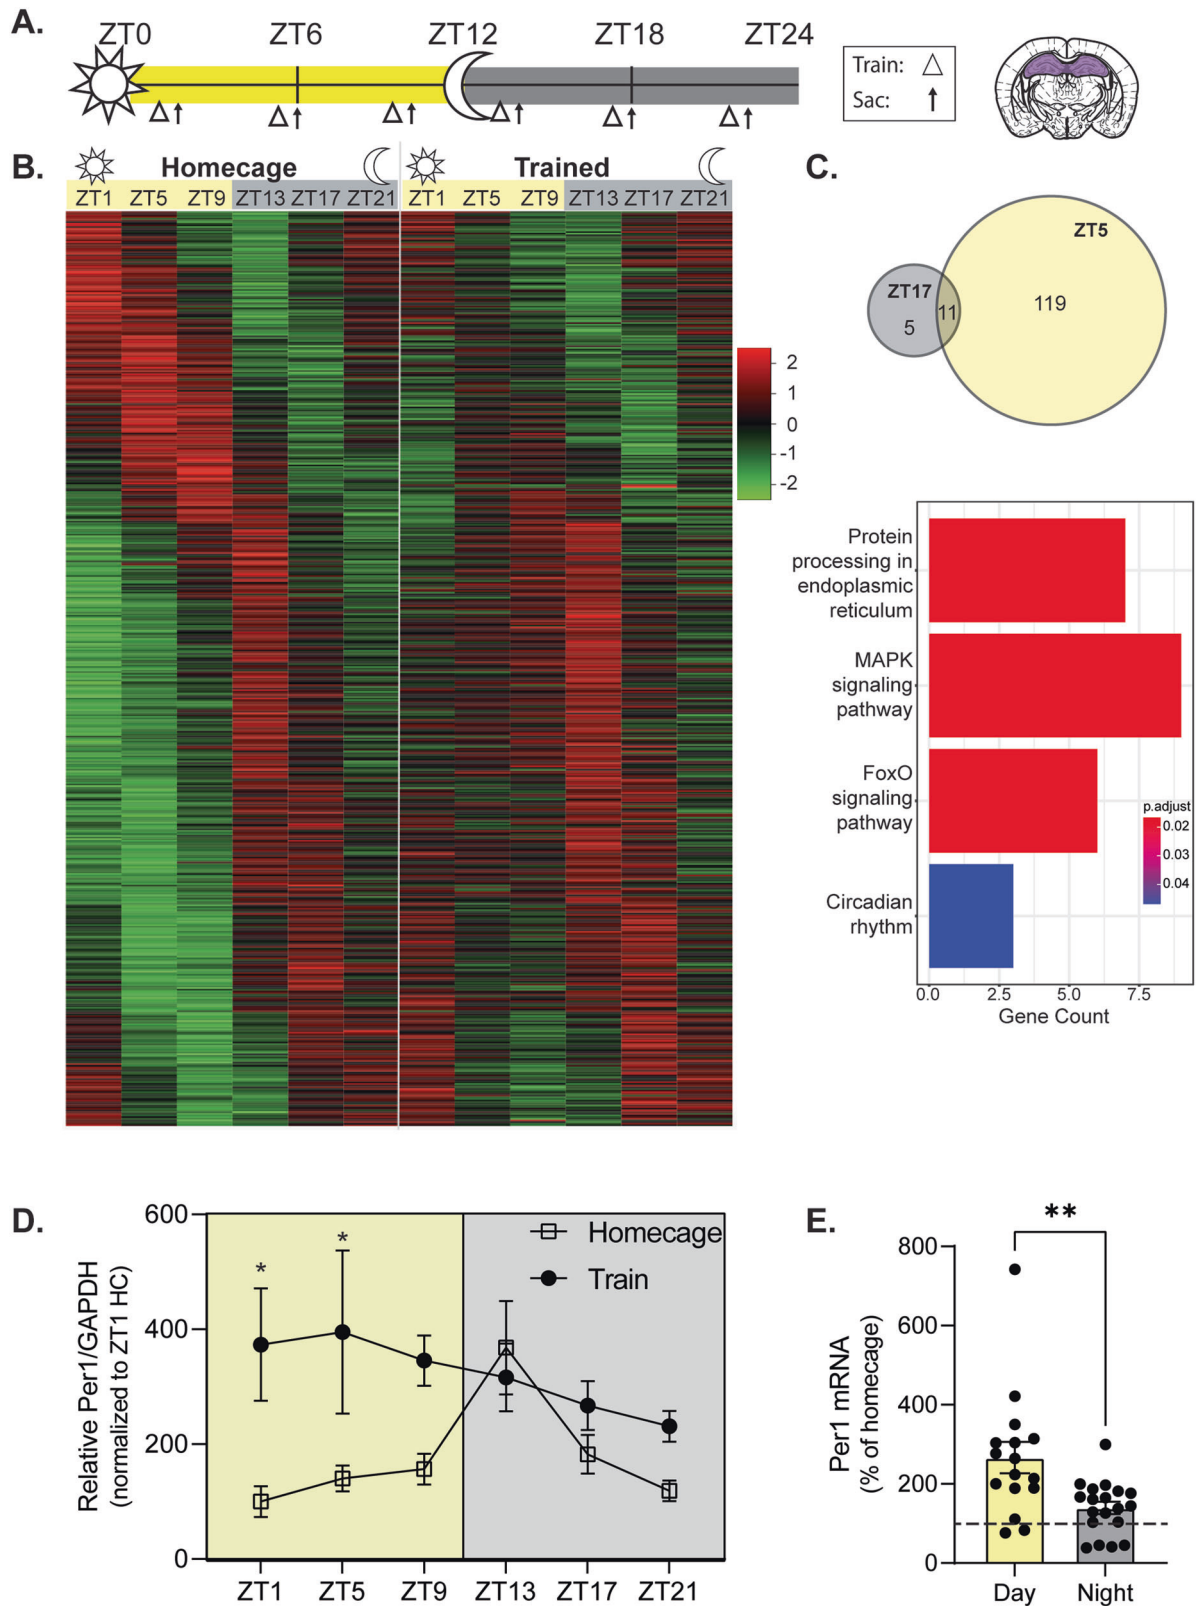 A.
ZT0 ZT6 ZT12 ZT18 ZT24
Train:
Sac:
B.
Homecage Trained
ZT1 ZT5 ZT9 ZT13 ZT17 ZT21 ZT1 ZT5 ZT9 ZT13 ZT17 ZT21
2
1
0
-1
-2
C.
ZT5
ZT17
5 11 119
Protein
processing in
endoplasmic
reticulum
MAPK
signaling
pathway
FoxO
signaling
pathway
Circadian
rhythm
p.adjust
0.02
0.03
0.04
0.0 2.5 5.0 7.5
Gene Count
D.
Relative Per1/GAPDH
(normalized to ZT1 HC)
600
400
200
0
* *
Homecage
Train
ZT1 ZT5 ZT9 ZT13 ZT17 ZT21
E.
**
Per1 mRNA
(% of homecage)
800
600
400
200
0
Day Night